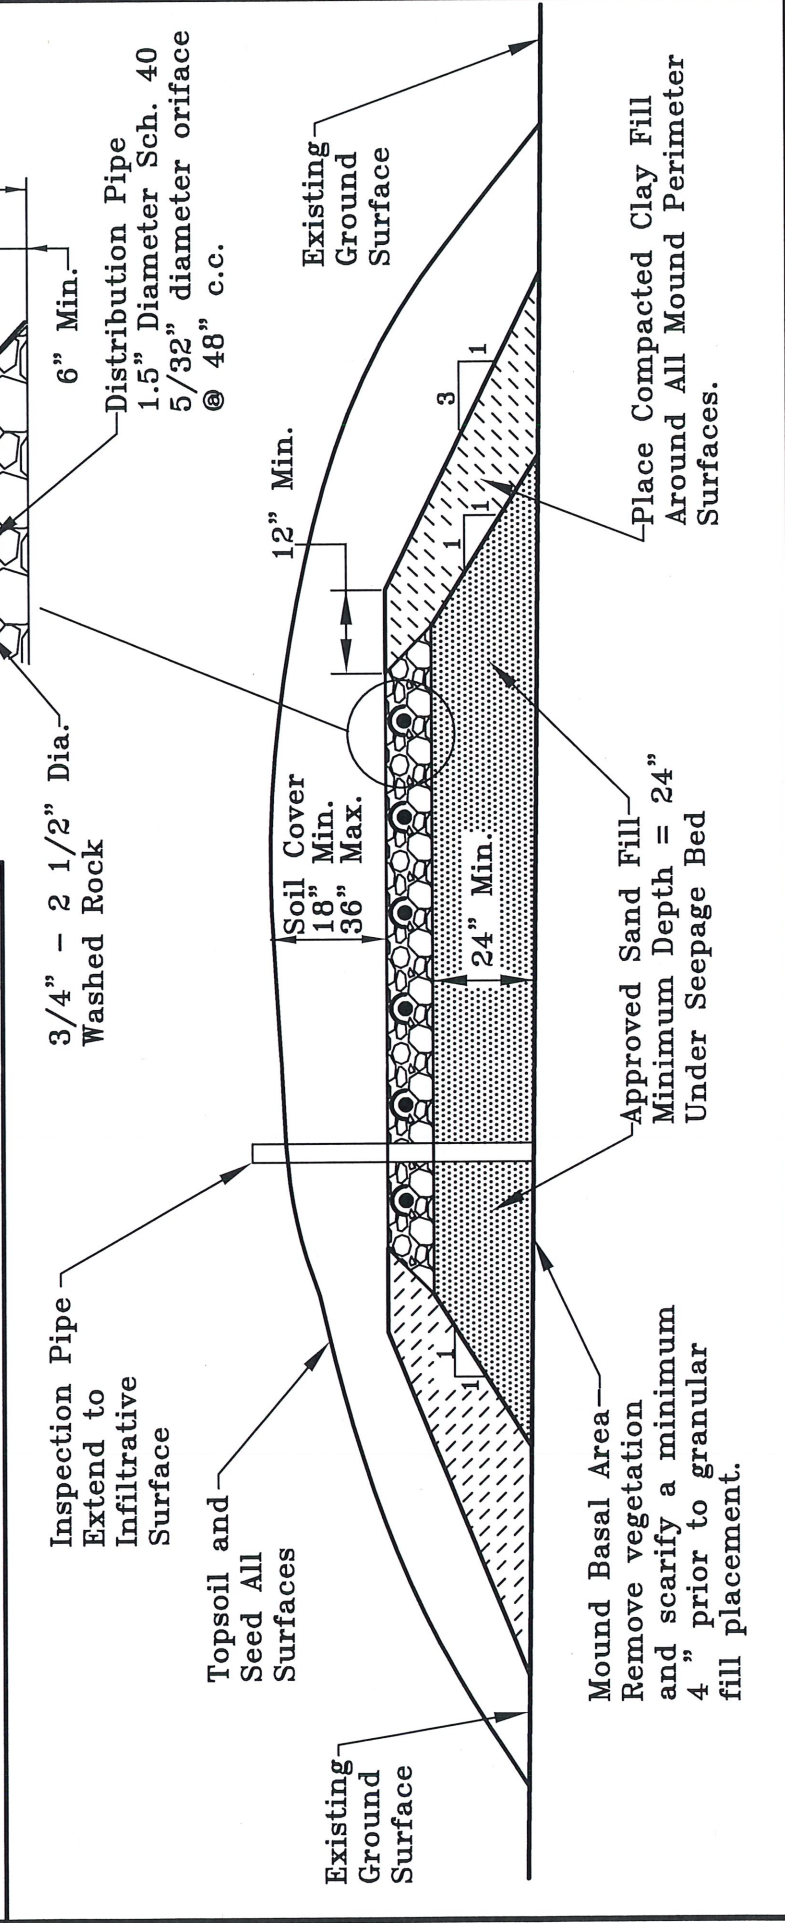 3/4” – 2 1/2” Dia.
Washed Rock
6” Min.
Distribution Pipe
1.5” Diameter Sch. 40
5/32” diameter oriface
@ 48” c.c.
Inspection Pipe
Extend to
Infiltrative
Surface
Topsoil and
Seed All
Surfaces
Existing
Ground
Surface
Soil Cover
18” Min.
36” Max.
12” Min.
Existing
Ground
Surface
24” Min.
1
1
1
1
3
1
Mound Basal Area
Remove vegetation
and scarify a minimum
4 ” prior to granular
fill placement.
Approved Sand Fill
Minimum Depth = 24”
Under Seepage Bed
Place Compacted Clay Fill
Around All Mound Perimeter
Surfaces.